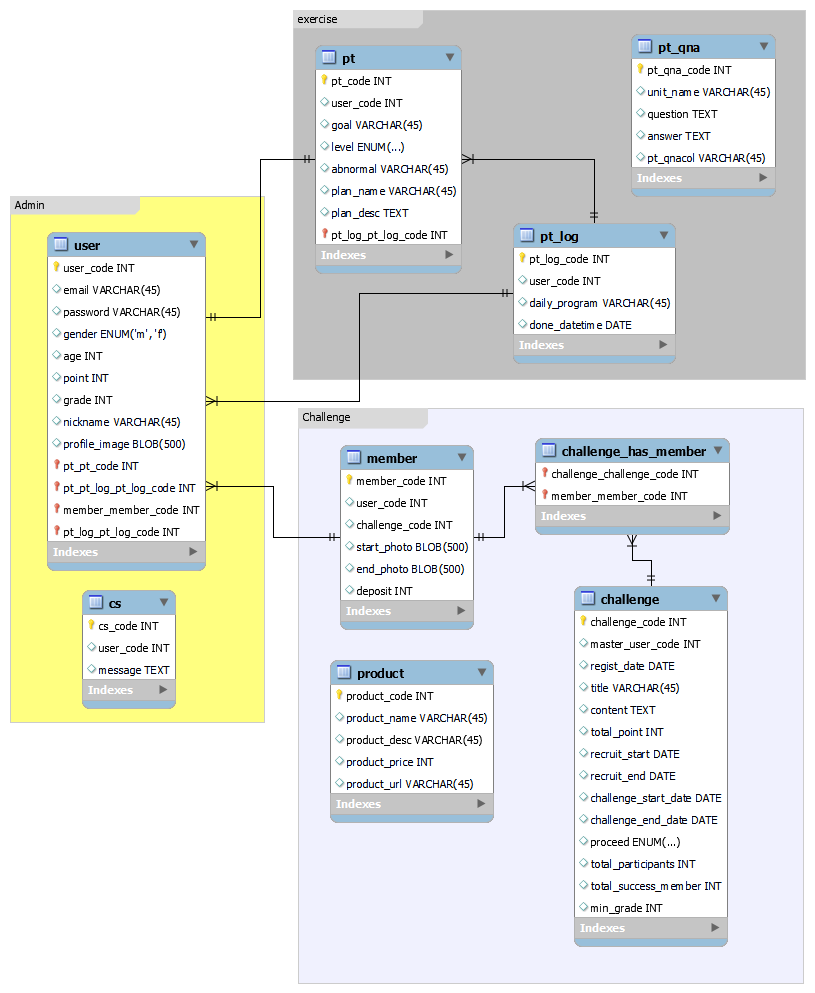 exercise
pt
pt_code INT
user_code INT
goal VARCHAR(45)
level ENUM(...)
abnormal VARCHAR(45)
plan_name VARCHAR(45)
plan_desc TEXT
pt_log_pt_log_code INT
Indexes
pt_qna
pt_qna_code INT
unit_name VARCHAR(45)
question TEXT
answer TEXT
pt_qnacol VARCHAR(45)
Indexes
pt_log
pt_log_code INT
user_code INT
daily_program VARCHAR(45)
done_datetime DATE
Indexes
Admin
user
user_code INT
email VARCHAR(45)
password VARCHAR(45)
gender ENUM('m','f')
age INT
point INT
grade INT
nickname VARCHAR(45)
profile_image BLOB(500)
pt_pt_code INT
pt_pt_log_pt_log_code INT
member_member_code INT
pt_log_pt_log_code INT
Indexes
cs
cs_code INT
user_code INT
message TEXT
Indexes
Challenge
member
member_code INT
user_code INT
challenge_code INT
start_photo BLOB(500)
end_photo BLOB(500)
deposit INT
Indexes
challenge_has_member
challenge_challenge_code INT
member_member_code INT
Indexes
product
product_code INT
product_name VARCHAR(45)
product_desc VARCHAR(45)
product_price INT
product_url VARCHAR(45)
Indexes
challenge
challenge_code INT
master_user_code INT
regist_date DATE
title VARCHAR(45)
content TEXT
total_point INT
recruit_start DATE
recruit_end DATE
challenge_start_date DATE
challenge_end_date DATE
proceed ENUM(...)
total_participants INT
total_success_member INT
min_grade INT
Indexes